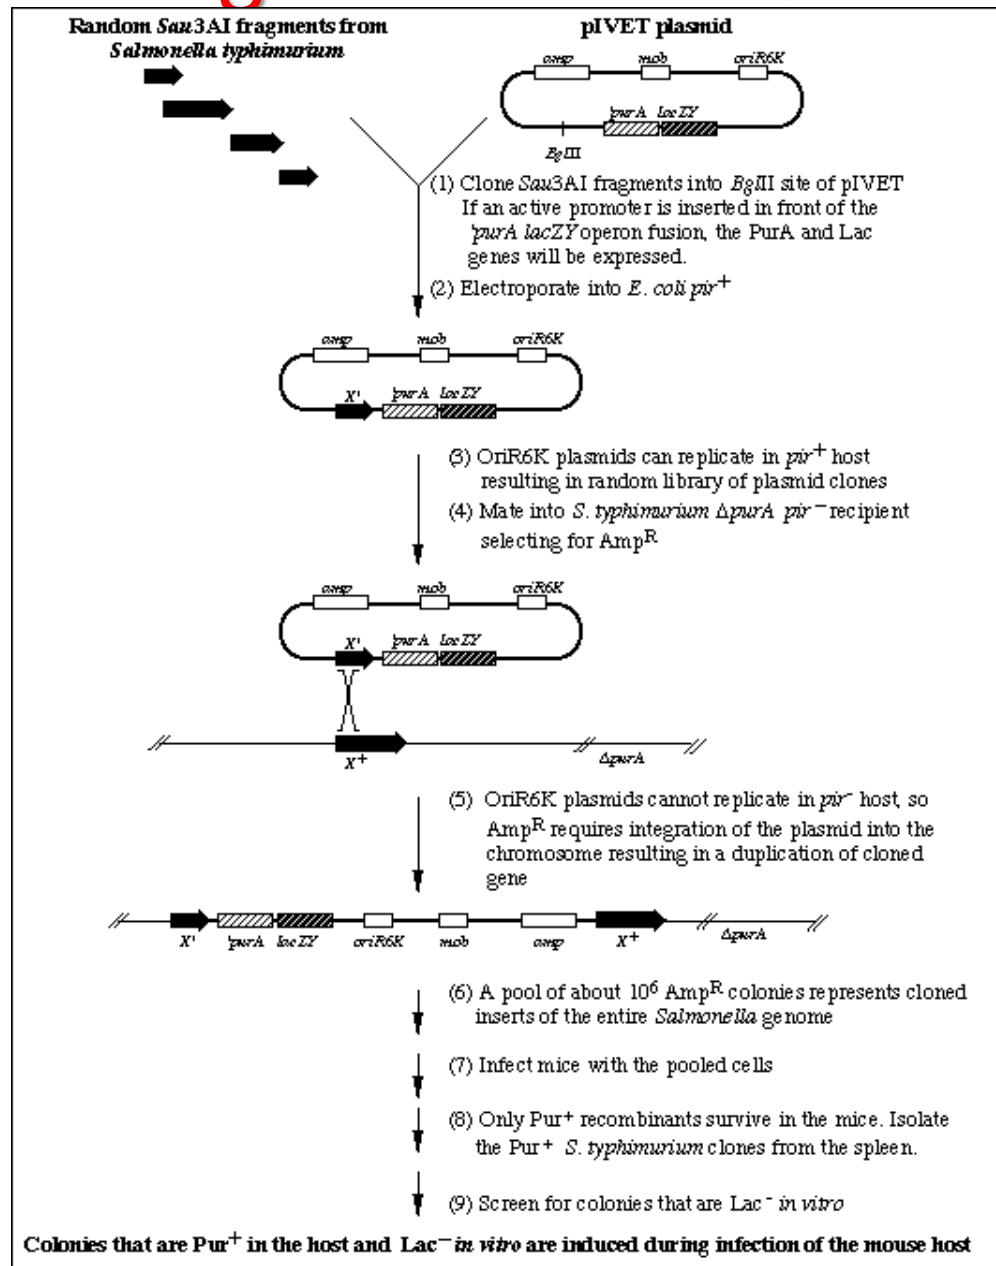 Random Sau3AI fragments from
Salmonella typhimurium
pIVET plasmid
amp mob oriR6K
'purA lacZY
BglII
(1) Clone Sau3AI fragments into BglII site of pIVET
If an active promoter is inserted in front of the
'purA lacZY operon fusion, the PurA and Lac
genes will be expressed.
(2) Electroporate into E. coli pir+
amp mob oriR6K
X' 'purA lacZY
(3) OriR6K plasmids can replicate in pir+ host
resulting in random library of plasmid clones
(4) Mate into S. typhimurium ΔpurA pir− recipient
selecting for AmpR
amp mob oriR6K
X' 'purA lacZY
X+ ΔpurA
(5) OriR6K plasmids cannot replicate in pir- host, so
AmpR requires integration of the plasmid into the
chromosome resulting in a duplication of cloned
gene
X' 'purA lacZY oriR6K mob amp X+ ΔpurA
(6) A pool of about 10⁶ AmpR colonies represents cloned
inserts of the entire Salmonella genome
(7) Infect mice with the pooled cells
(8) Only Pur+ recombinants survive in the mice. Isolate
the Pur+ S. typhimurium clones from the spleen.
(9) Screen for colonies that are Lac- in vitro
Colonies that are Pur+ in the host and Lac− in vitro are induced during infection of the mouse host